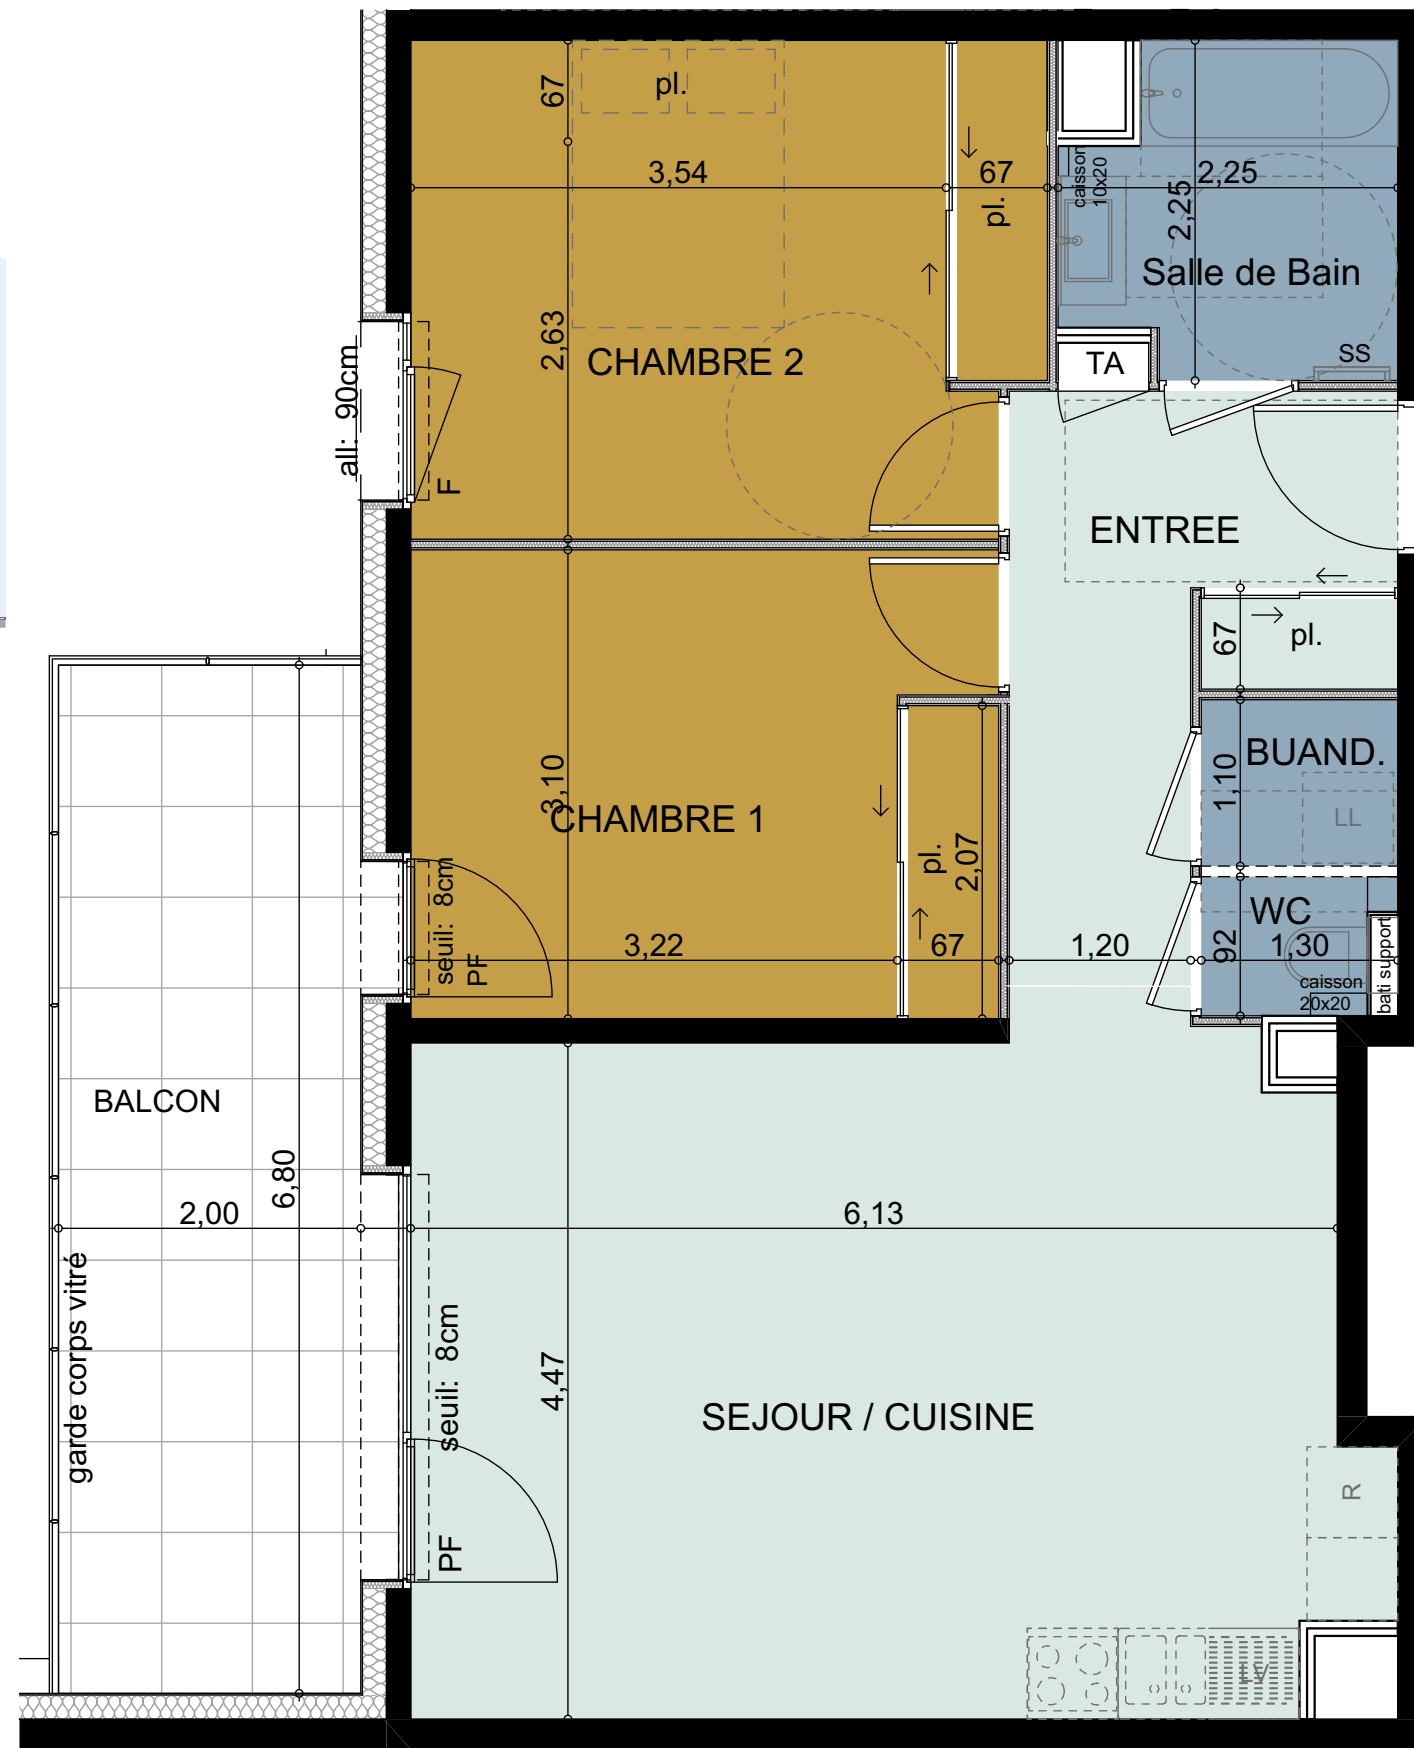 67
pl.
3,54
67
pl.
caisson
10x20
2,25
2,25
Salle de Bain
2,63
CHAMBRE 2
TA
SS
all: 90cm
F
ENTREE
67
pl.
3,10
CHAMBRE 1
BUAND.
1,10
LL
pl.
2,07
seuil: 8cm
PF
3,22
67
1,20
WC
92
1,30
caisson
20x20
bati support
BALCON
6,80
2,00
6,13
garde corps vitré
seuil: 8cm
PF
4,47
SEJOUR / CUISINE
R
LV